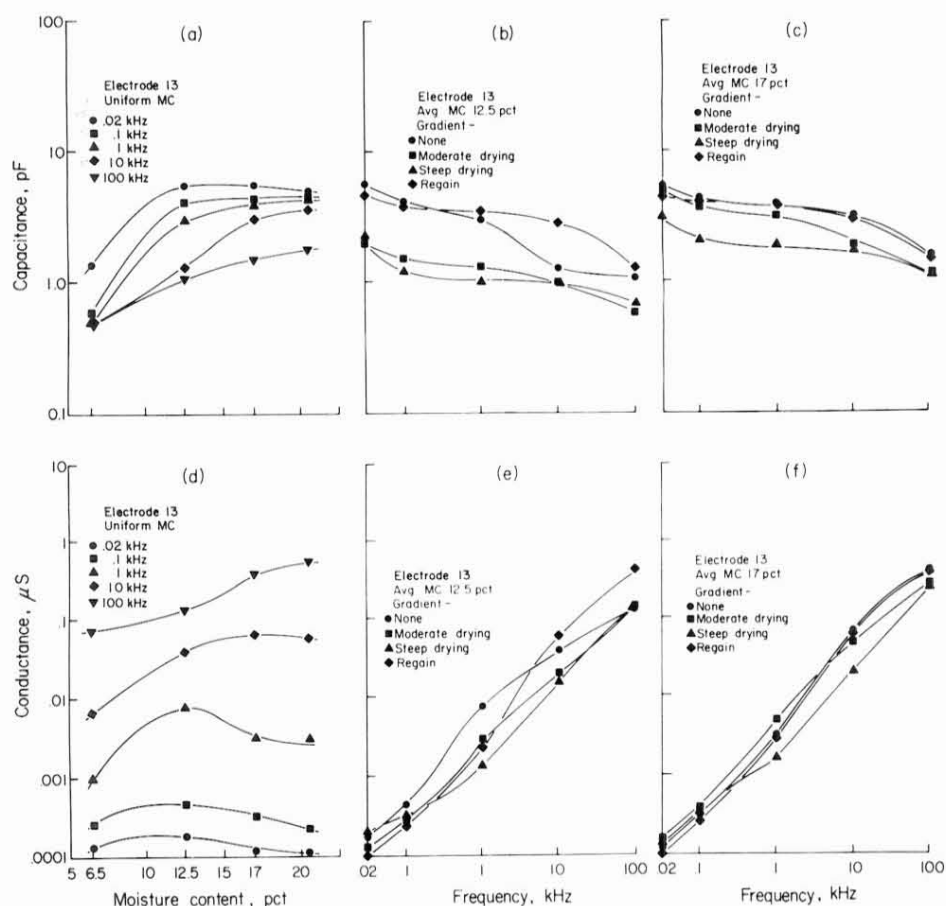 (a)
Electrode 13
Uniform MC
.02 kHz
.1 kHz
1 kHz
10 kHz
100 kHz
100
10
1.0
0.1
Capacitance, pF
(b)
Electrode 13
Avg MC 12.5 pct
Gradient -
None
Moderate drying
Steep drying
Regain
(c)
Electrode 13
Avg MC 17 pct
Gradient -
None
Moderate drying
Steep drying
Regain
(d)
Electrode 13
Uniform MC
.02 kHz
.1 kHz
1 kHz
10 kHz
100 kHz
10
1
0.1
0.01
0.001
0.0001
Conductance, μS
5 6.5 10 12.5 15 17 20
Moisture content, pct
(e)
Electrode 13
Avg MC 12.5 pct
Gradient -
None
Moderate drying
Steep drying
Regain
.02 .1 1 10 100
Frequency, kHz
(f)
Electrode 13
Avg MC 17 pct
Gradient -
None
Moderate drying
Steep drying
Regain
.02 .1 1 10 100
Frequency, kHz